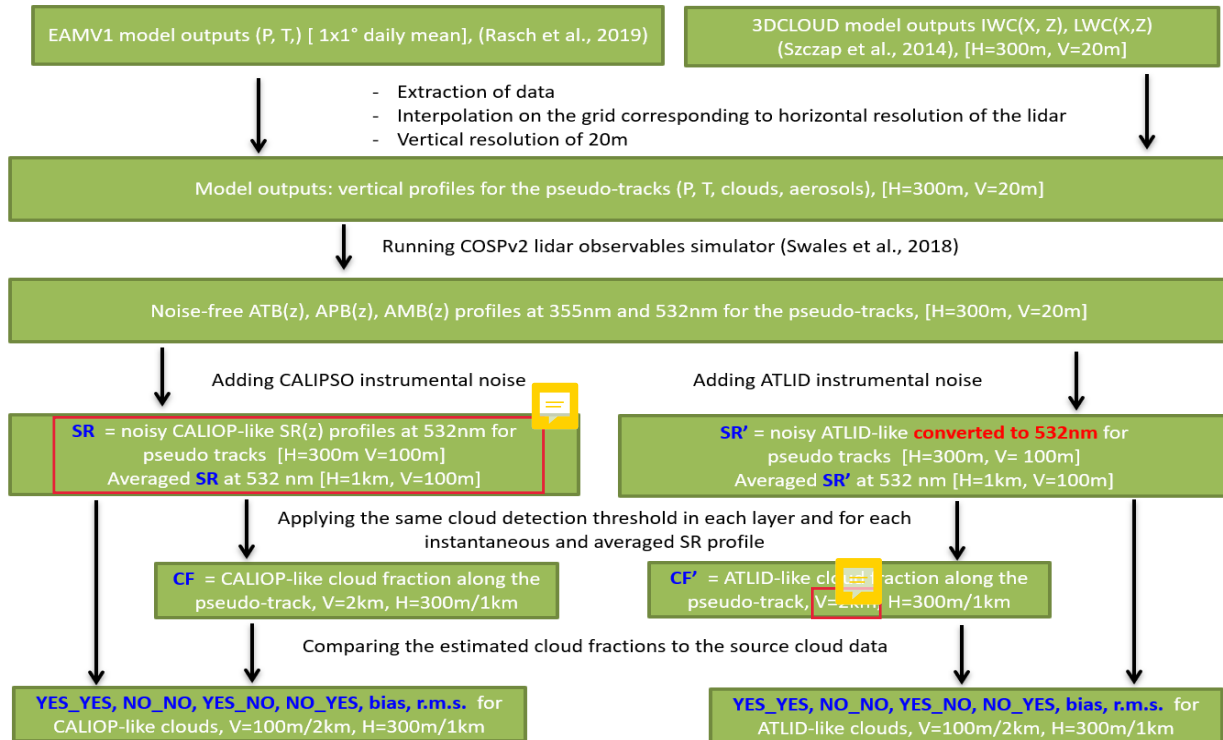 EAMV1 model outputs (P, T,) [ 1x1° daily mean], (Rasch et al., 2019)
3DCLOUD model outputs IWC(X, Z), LWC(X,Z)
(Szczap et al., 2014), [H=300m, V=20m]
- Extraction of data
- Interpolation on the grid corresponding to horizontal resolution of the lidar
- Vertical resolution of 20m
Model outputs: vertical profiles for the pseudo-tracks (P, T, clouds, aerosols), [H=300m, V=20m]
Running COSPv2 lidar observables simulator (Swales et al., 2018)
Noise-free ATB(z), APB(z), AMB(z) profiles at 355nm and 532nm for the pseudo-tracks, [H=300m, V=20m]
Adding CALIPSO instrumental noise
Adding ATLID instrumental noise
SR = noisy CALIOP-like SR(z) profiles at 532nm for
pseudo tracks [H=300m V=100m]
Averaged SR at 532 nm [H=1km, V=100m]
SR’ = noisy ATLID-like converted to 532nm for
pseudo tracks [H=300m, V= 100m]
Averaged SR’ at 532 nm [H=1km, V=100m]
Applying the same cloud detection threshold in each layer and for each
instantaneous and averaged SR profile
CF = CALIOP-like cloud fraction along the
pseudo-track, V=2km, H=300m/1km
CF’ = ATLID-like cloud fraction along the
pseudo-track, V=2km, H=300m/1km
Comparing the estimated cloud fractions to the source cloud data
YES_YES, NO_NO, YES_NO, NO_YES, bias, r.m.s. for
CALIOP-like clouds, V=100m/2km, H=300m/1km
YES_YES, NO_NO, YES_NO, NO_YES, bias, r.m.s. for
ATLID-like clouds, V=100m/2km, H=300m/1km